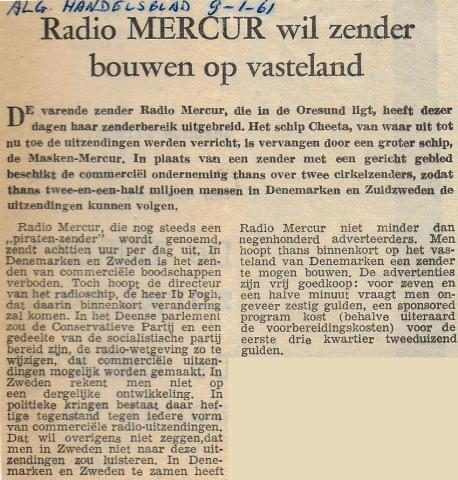 ALG. HANDELSBLAD 9-1-61
Radio MERCUR wil zender
bouwen op vasteland
DE varende zender Radio Mercur, die in de Oresund ligt, heeft dezer
dagen haar zenderbereik uitgebreid. Het schip Cheeta, van waar uit tot
nu toe de uitzendingen werden verricht, is vervangen door een groter schip,
de Masken-Mercur. In plaats van een zender met een gericht gebied
beschikt de commerciël onderneming thans over twee cirkelzenders, zodat
thans twee-en-een-half miljoen mensen in Denemarken en Zuidzweden de
uitzendingen kunnen volgen.
Radio Mercur, die nog steeds een
„piraten-zender” wordt genoemd,
zendt achttien uur per dag uit. In
Denemarken en Zweden is het zen-
den van commerciële boodschappen
verboden. Toch hoopt de directeur
van het radioschip, de heer Ib Fogh,
dat daarin binnenkort verandering
zal komen. In het Deense parlement
zou de Conservatieve Partij en een
gedeelte van de socialistische partij
bereid zijn, de radio-wetgeving zo te
wijzigen, dat commerciële uitzen-
dingen mogelijk worden gemaakt. In
Zweden rekent men niet op
een dergelijke ontwikkeling. In
politieke kringen bestaat daar hef-
tige tegenstand tegen iedere vorm
van commerciële radio-uitzendingen.
Dat wil overigens niet zeggen,dat
men in Zweden niet naar deze uit-
zendingen zou luisteren. In Dene-
marken en Zweden te zamen heeft
Radio Mercur niet minder dan
negenhonderd adverteerders. Men
hoopt thans binnenkort op het vas-
teland van Denemarken een zender
te mogen bouwen. De advertenties
zijn vrij goedkoop: voor zeven en
een halve minuut vraagt men on-
geveer zestig gulden, een sponsored
program kost (behalve uiteraard
de voorbereidingskosten) voor de
eerste drie kwartier tweeduizend
gulden.